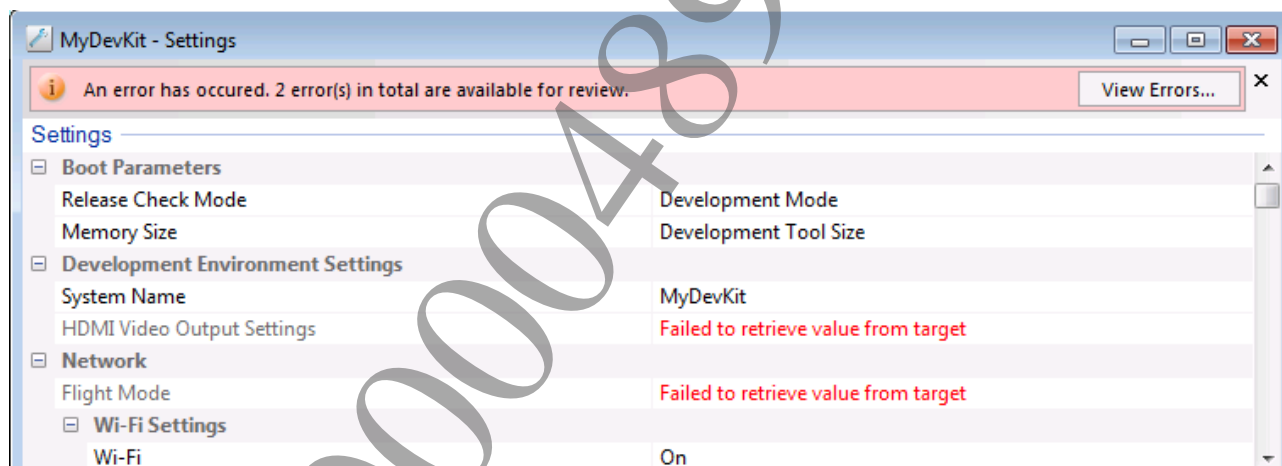 MyDevKit - Settings
An error has occured. 2 error(s) in total are available for review.
View Errors...
Settings
Boot Parameters
Release Check Mode Development Mode
Memory Size Development Tool Size
Development Environment Settings
System Name MyDevKit
HDMI Video Output Settings Failed to retrieve value from target
Network
Flight Mode Failed to retrieve value from target
Wi-Fi Settings
Wi-Fi On